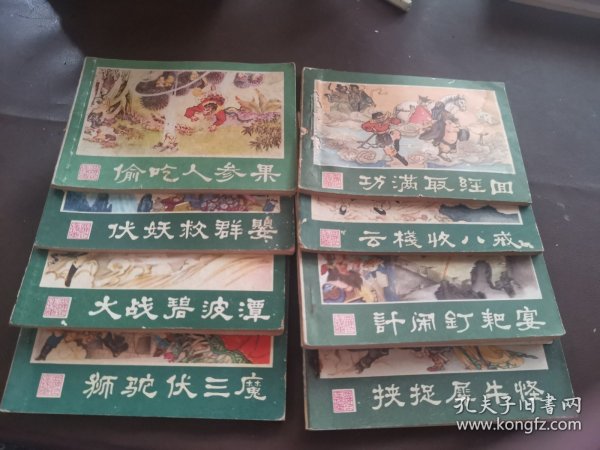 偷吃人参果
伏妖救群婴
大战碧波潭
狮驼伏三魔
功满取经回
云栈收八戒
計闹钉耙宴
挟捉犀牛怪
孔夫子旧书网
www.kongfz.com